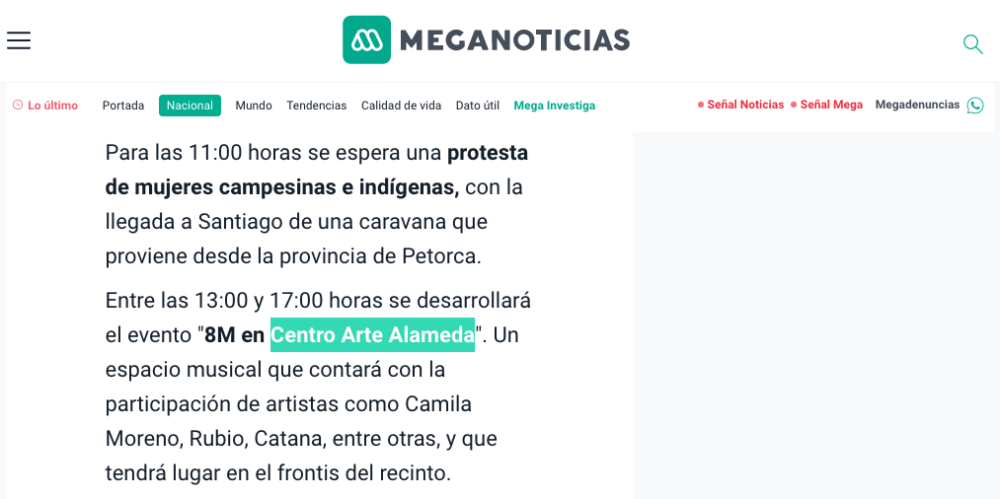 MEGANOTICIAS
Lo último Portada Nacional Mundo Tendencias Calidad de vida Dato útil Mega Investiga Señal Noticias Señal Mega Megadenuncias
Para las 11:00 horas se espera una protesta
de mujeres campesinas e indígenas, con la
llegada a Santiago de una caravana que
proviene desde la provincia de Petorca.
Entre las 13:00 y 17:00 horas se desarrollará
el evento "8M en Centro Arte Alameda". Un
espacio musical que contará con la
participación de artistas como Camila
Moreno, Rubio, Catana, entre otras, y que
tendrá lugar en el frontis del recinto.